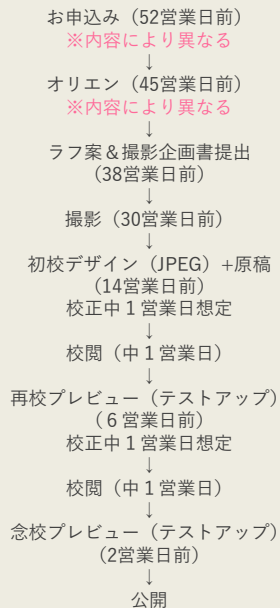 お申込み（52営業日前）
※内容により異なる
↓
オリエン（45営業日前）
※内容により異なる
↓
ラフ案＆撮影企画書提出
（38営業日前）
↓
撮影（30営業日前）
↓
初校デザイン（JPEG）+原稿
（14営業日前）
校正中１営業日想定
↓
校閲（中１営業日）
↓
再校プレビュー（テストアップ）
（６営業日前）
校正中１営業日想定
↓
校閲（中１営業日）
↓
念校プレビュー（テストアップ）
（2営業日前）
↓
公開